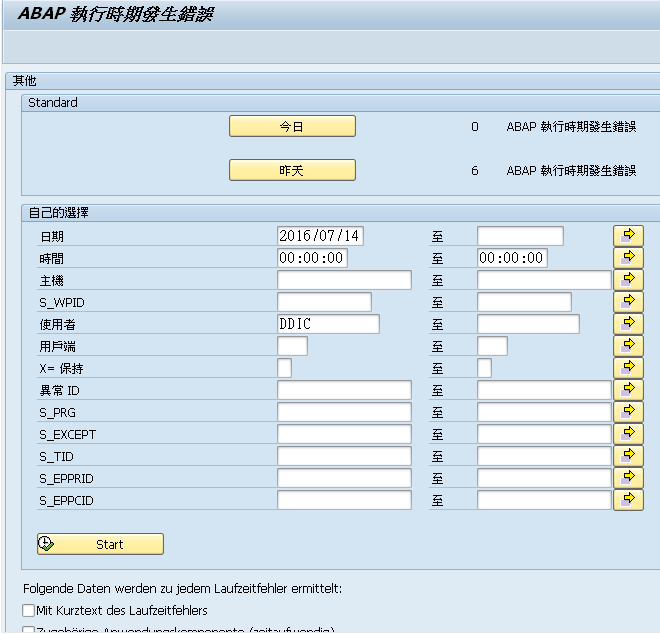 ABAP 執行時期發生錯誤
其他
Standard
今日 0 ABAP 執行時期發生錯誤
昨天 6 ABAP 執行時期發生錯誤
自己的選擇
日期 2016/07/14 至
時間 00:00:00 至 00:00:00
主機 至
S_WPID 至
使用者 DDIC 至
用戶端 至
X= 保持 至
異常 ID 至
S_PRG 至
S_EXCEPT 至
S_TID 至
S_EPPRID 至
S_EPPCID 至
Start
Folgende Daten werden zu jedem Laufzeitfehler ermittelt:
Mit Kurztext des Laufzeitfehlers
Zugehörige Anwendungskomponente (zeitaufwendig)